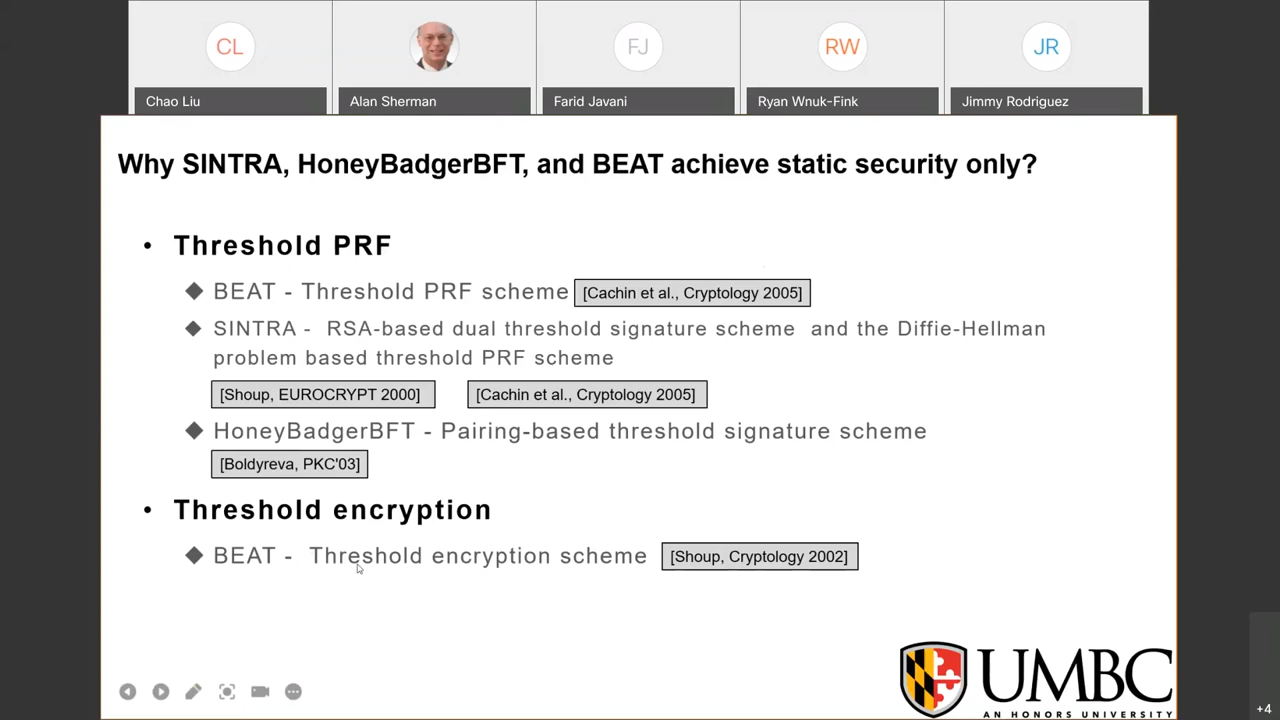 CL
FJ
RW
JR
Chao Liu
Alan Sherman
Farid Javani
Ryan Wnuk-Fink
Jimmy Rodriguez
Why SINTRA, HoneyBadgerBFT, and BEAT achieve static security only?
• Threshold PRF
◆ BEAT - Threshold PRF scheme [Cachin et al., Cryptology 2005]
◆ SINTRA - RSA-based dual threshold signature scheme and the Diffie-Hellman
problem based threshold PRF scheme
[Shoup, EUROCRYPT 2000] [Cachin et al., Cryptology 2005]
◆ HoneyBadgerBFT - Pairing-based threshold signature scheme
[Boldyreva, PKC'03]
• Threshold encryption
◆ BEAT - Threshold encryption scheme [Shoup, Cryptology 2002]
UMBC
AN HONORS UNIVERSITY
+4